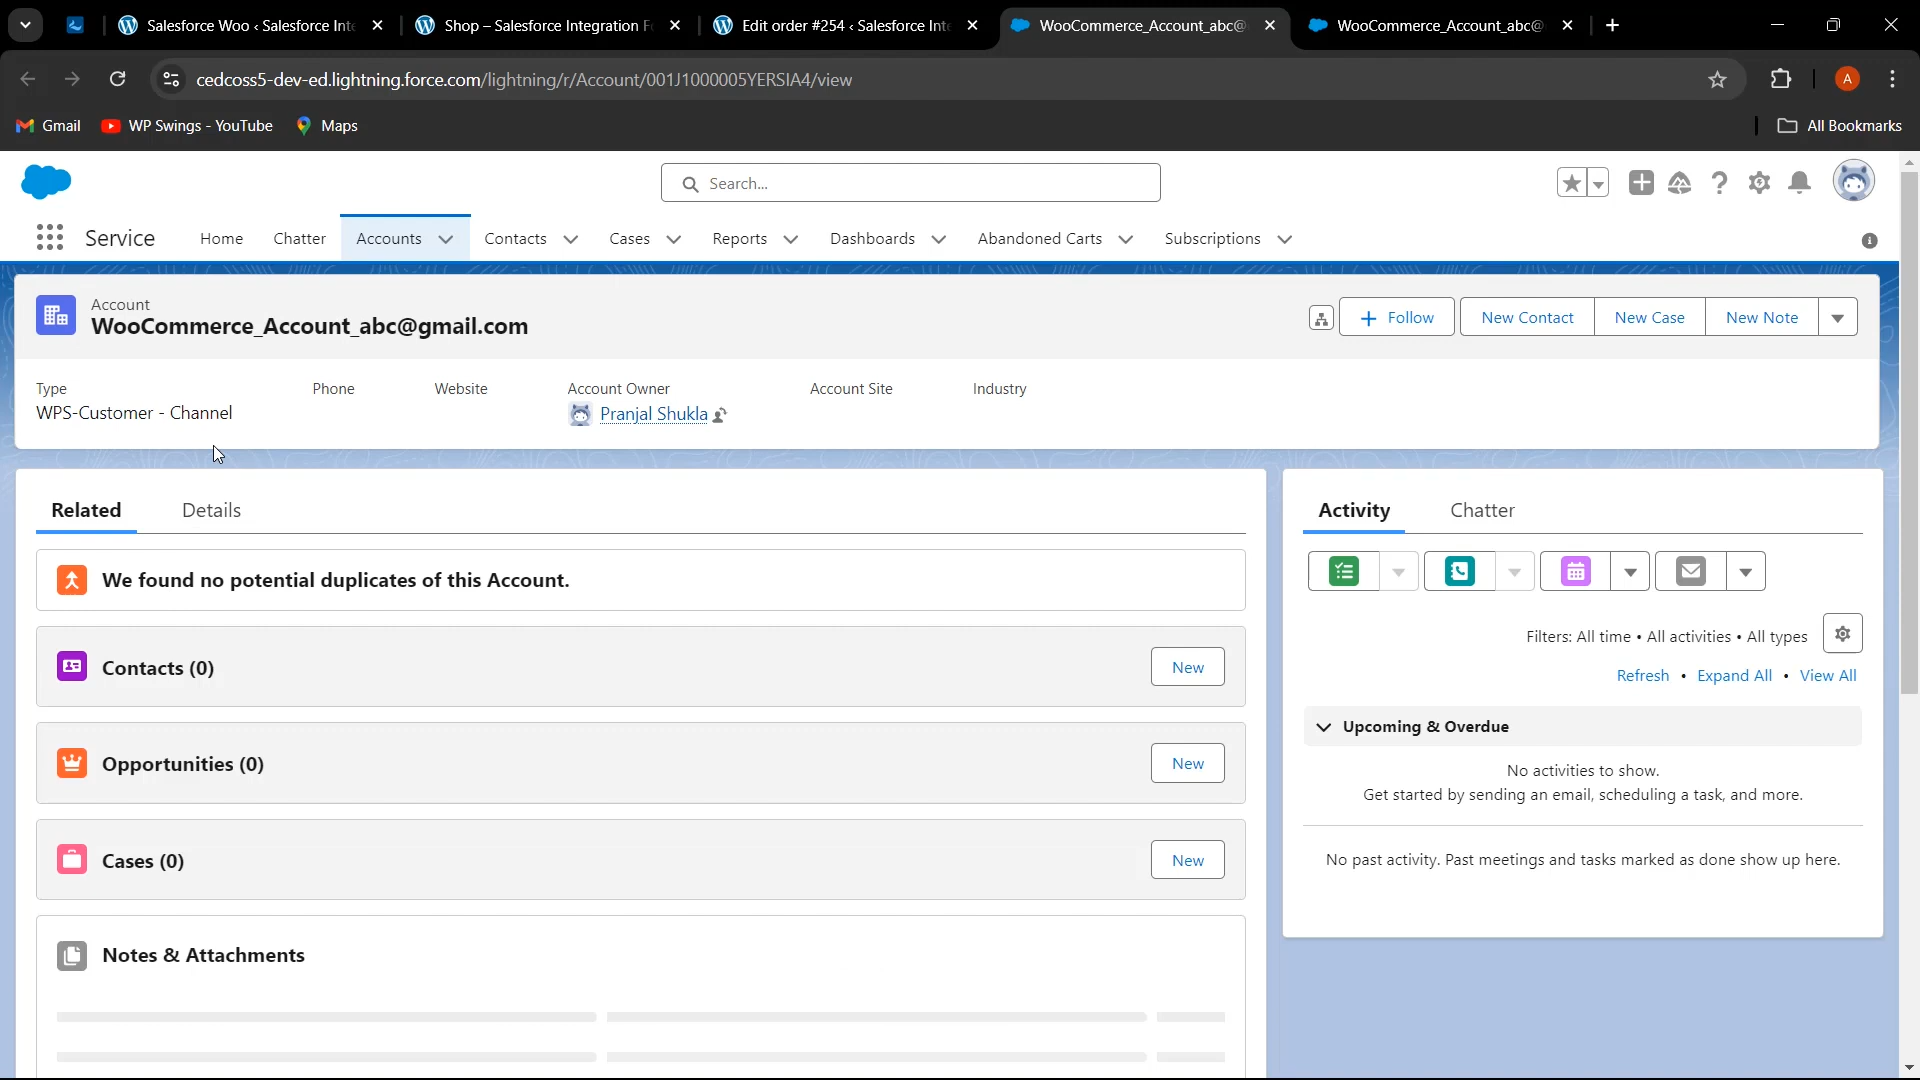 Salesforce Woo ‹ Salesforce Inte
Shop – Salesforce Integration F
Edit order #254 ‹ Salesforce Inte
WooCommerce_Account_abc@
WooCommerce_Account_abc@
cedcoss5-dev-ed.lightning.force.com/lightning/r/Account/001J1000005YERSIA4/view
A
Gmail
WP Swings - YouTube
Maps
All Bookmarks
Search...
Service
Home
Chatter
Accounts
Contacts
Cases
Reports
Dashboards
Abandoned Carts
Subscriptions
Account
WooCommerce_Account_abc@gmail.com
Follow
New Contact
New Case
New Note
Type
Phone
Website
Account Owner
Account Site
Industry
WPS-Customer - Channel
Pranjal Shukla
Related
Details
Activity
Chatter
We found no potential duplicates of this Account.
Contacts (0)
New
Opportunities (0)
New
Cases (0)
New
Notes & Attachments
Filters: All time • All activities • All types
Refresh • Expand All • View All
Upcoming & Overdue
No activities to show.
Get started by sending an email, scheduling a task, and more.
No past activity. Past meetings and tasks marked as done show up here.